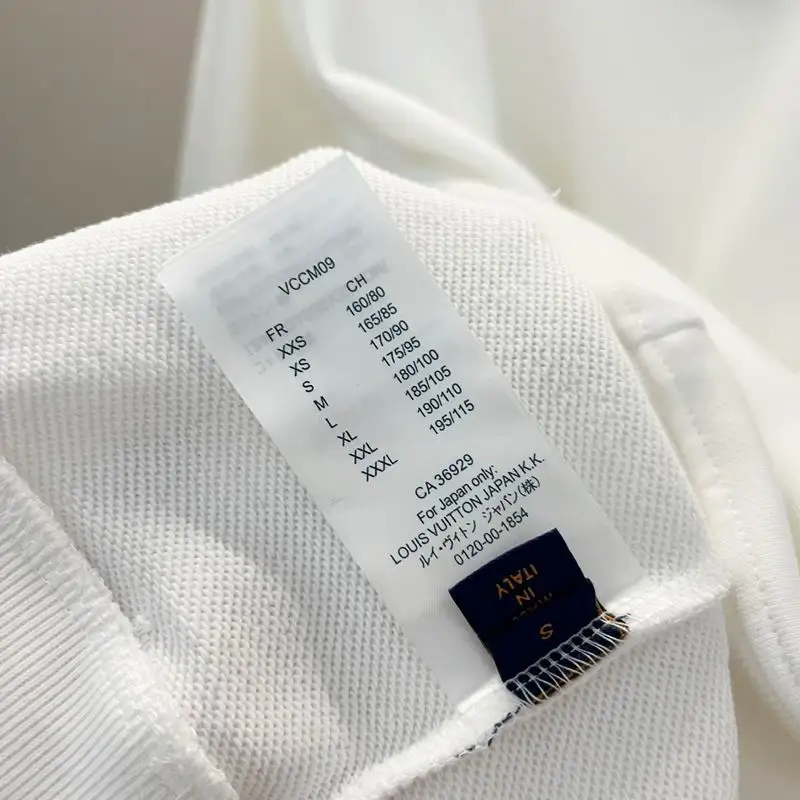 VCCM09
FR CH
XXS 160/80
XS 165/85
S 170/90
M 175/95
L 180/100
XL 185/105
XXL 190/110
XXXL 195/115
CA 36929
For Japan only:
LOUIS VUITTON JAPAN K.K.
ルイ・ヴィトン ジャパン(株)
0120-00-1854
IN
ITALY
S